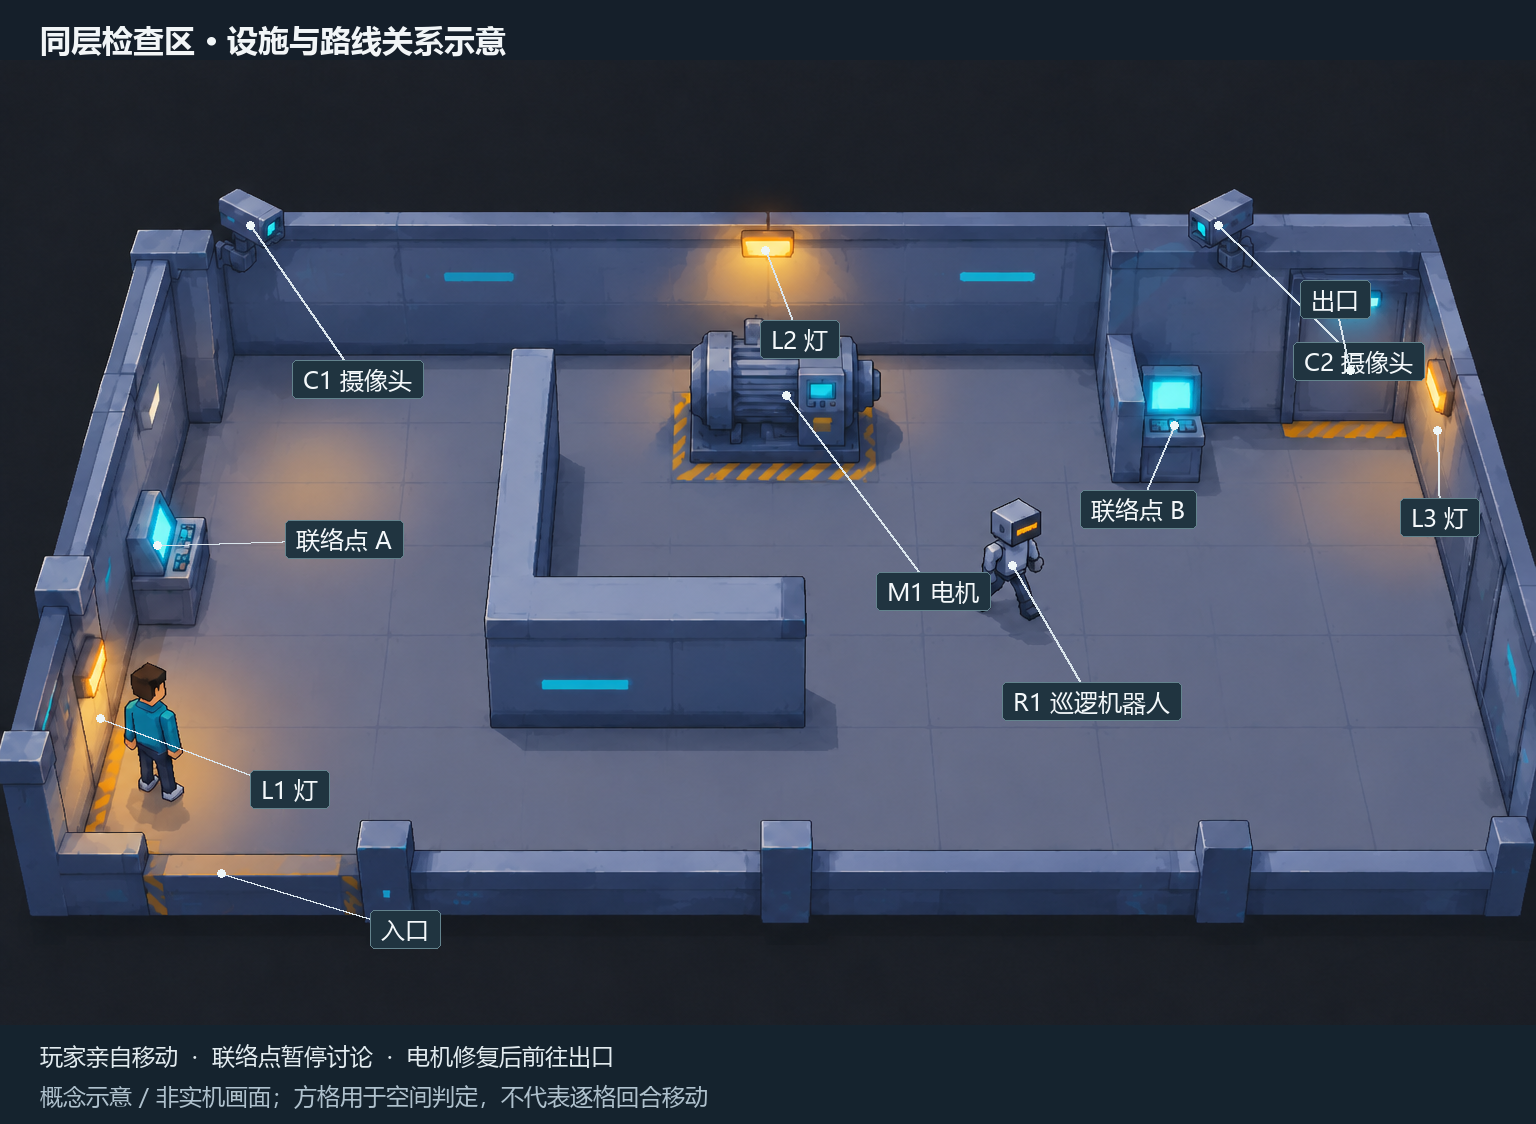 同层检查区 • 设施与路线关系示意
出口
L2 灯
C2 摄像头
C1 摄像头
联络点 B
L3 灯
联络点 A
M1 电机
R1 巡逻机器人
L1 灯
入口
玩家亲自移动 · 联络点暂停讨论 · 电机修复后前往出口
概念示意 / 非实机画面；方格用于空间判定，不代表逐格回合移动